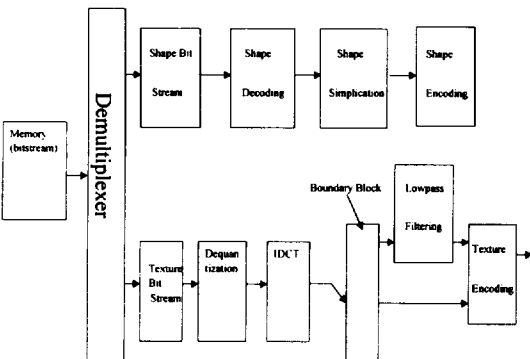 Shape Bit
Stream
Shape
Decoding
Shape
Simplication
Shape
Encoding
Demultiplexer
Memory
(bitstream)
Boundary Block
Lowpass
Filtering
Texture
Bit
Stream
Dequan
tization
IDCT
Texture
Encoding